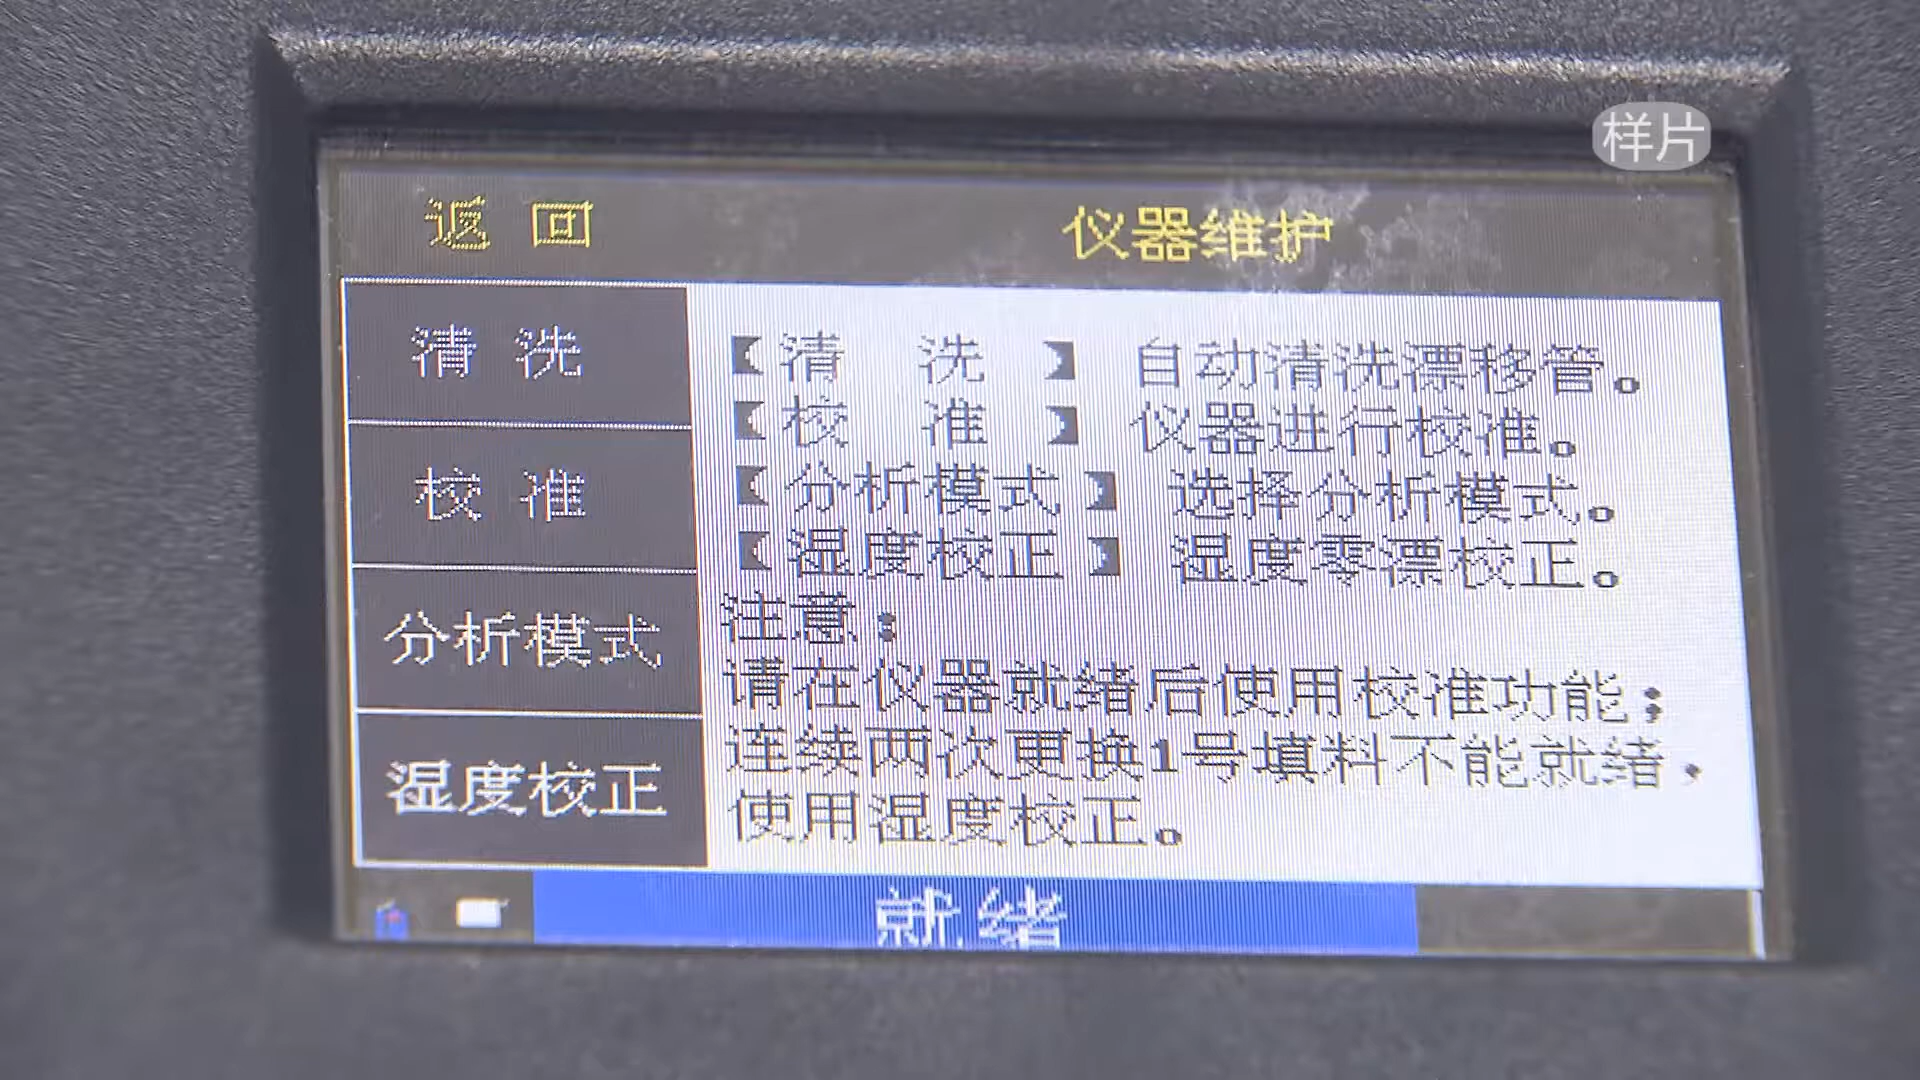 样片
返 回 仪器维护
清 洗
校 准
分析模式
湿度校正
【清 洗】 自动清洗漂移管。
【校 准】 仪器进行校准。
【分析模式】 选择分析模式。
【湿度校正】 湿度零漂校正。
注意：
请在仪器就绪后使用校准功能；
连续两次更换1号填料不能就绪，
使用湿度校正。
就绪